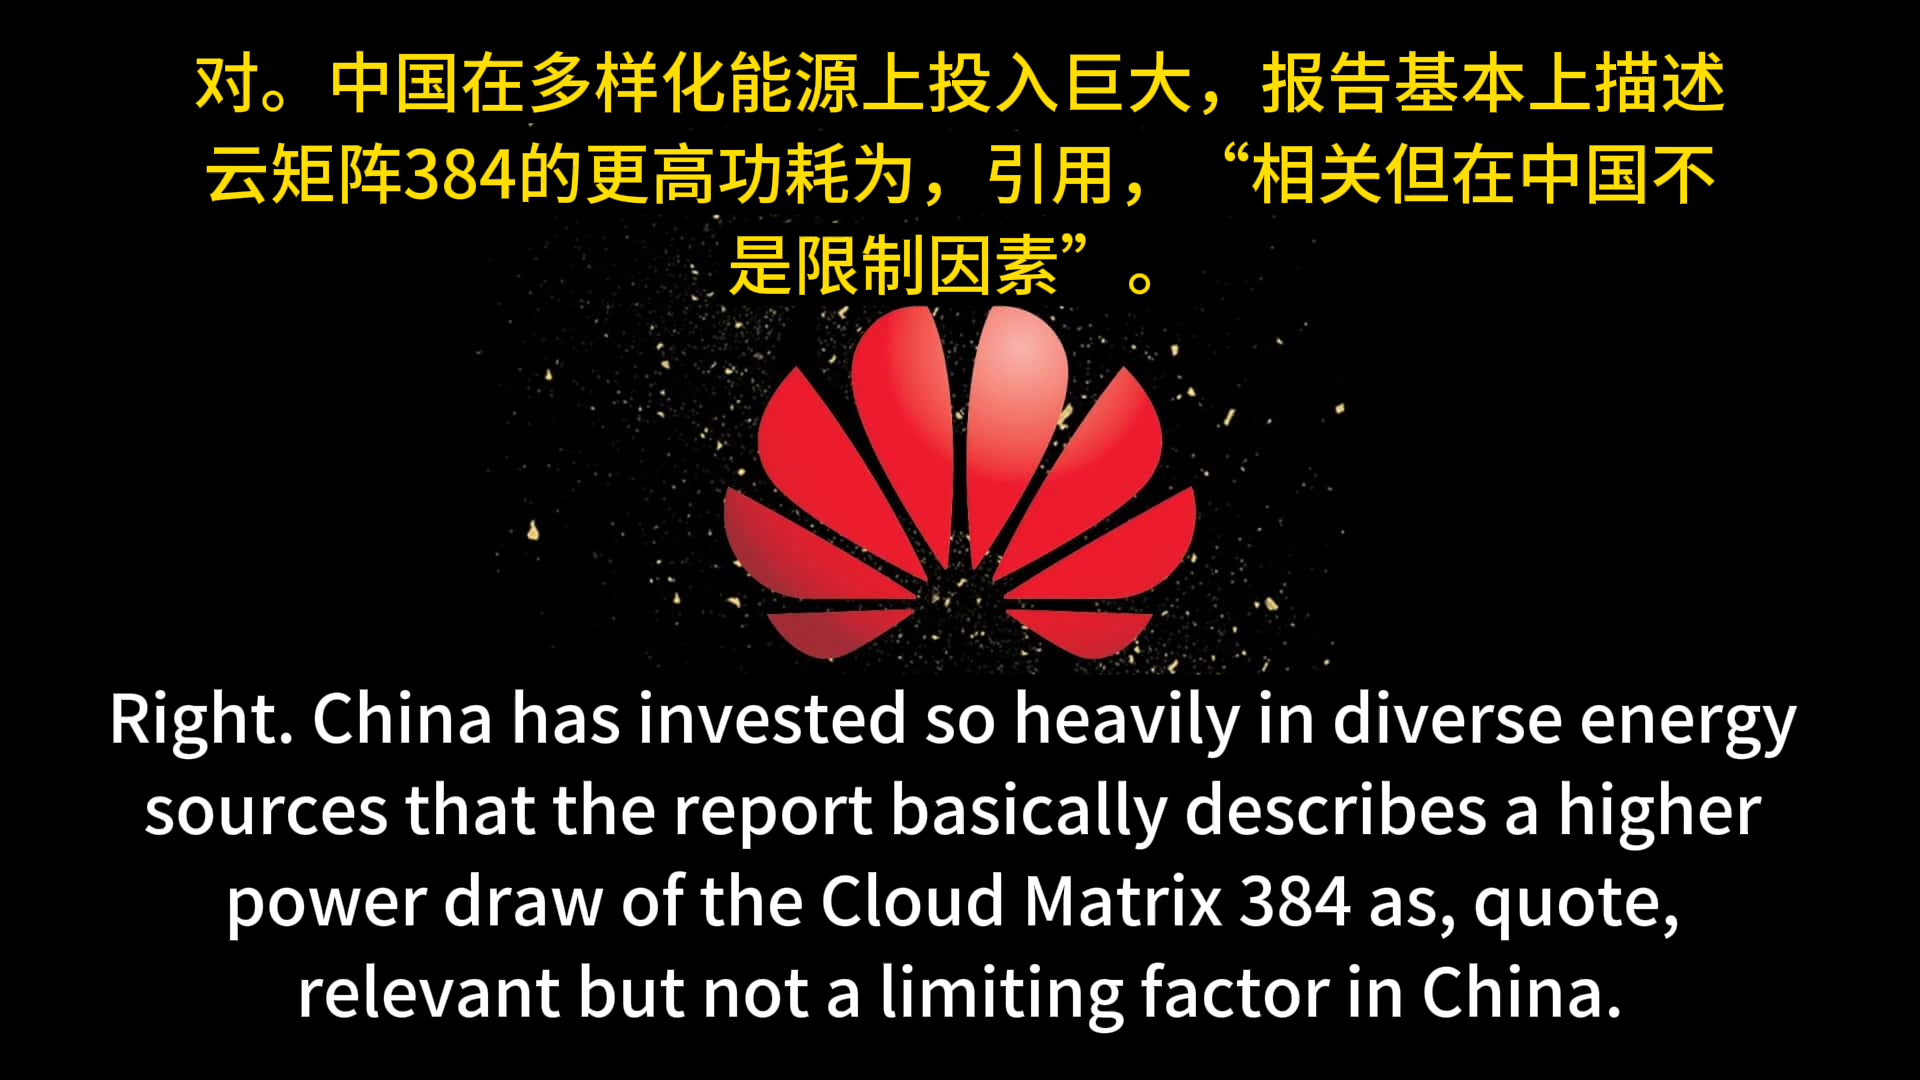 对。中国在多样化能源上投入巨大，报告基本上描述
云矩阵384的更高功耗为，引用，“相关但在中国不
是限制因素”。
Right. China has invested so heavily in diverse energy
sources that the report basically describes a higher
power draw of the Cloud Matrix 384 as, quote,
relevant but not a limiting factor in China.